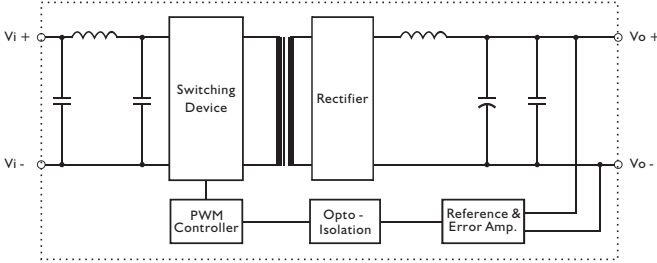 Vi +
Vo +
Switching
Device
Rectifier
Vi -
Vo -
PWM
Controller
Opto -
Isolation
Reference &
Error Amp.